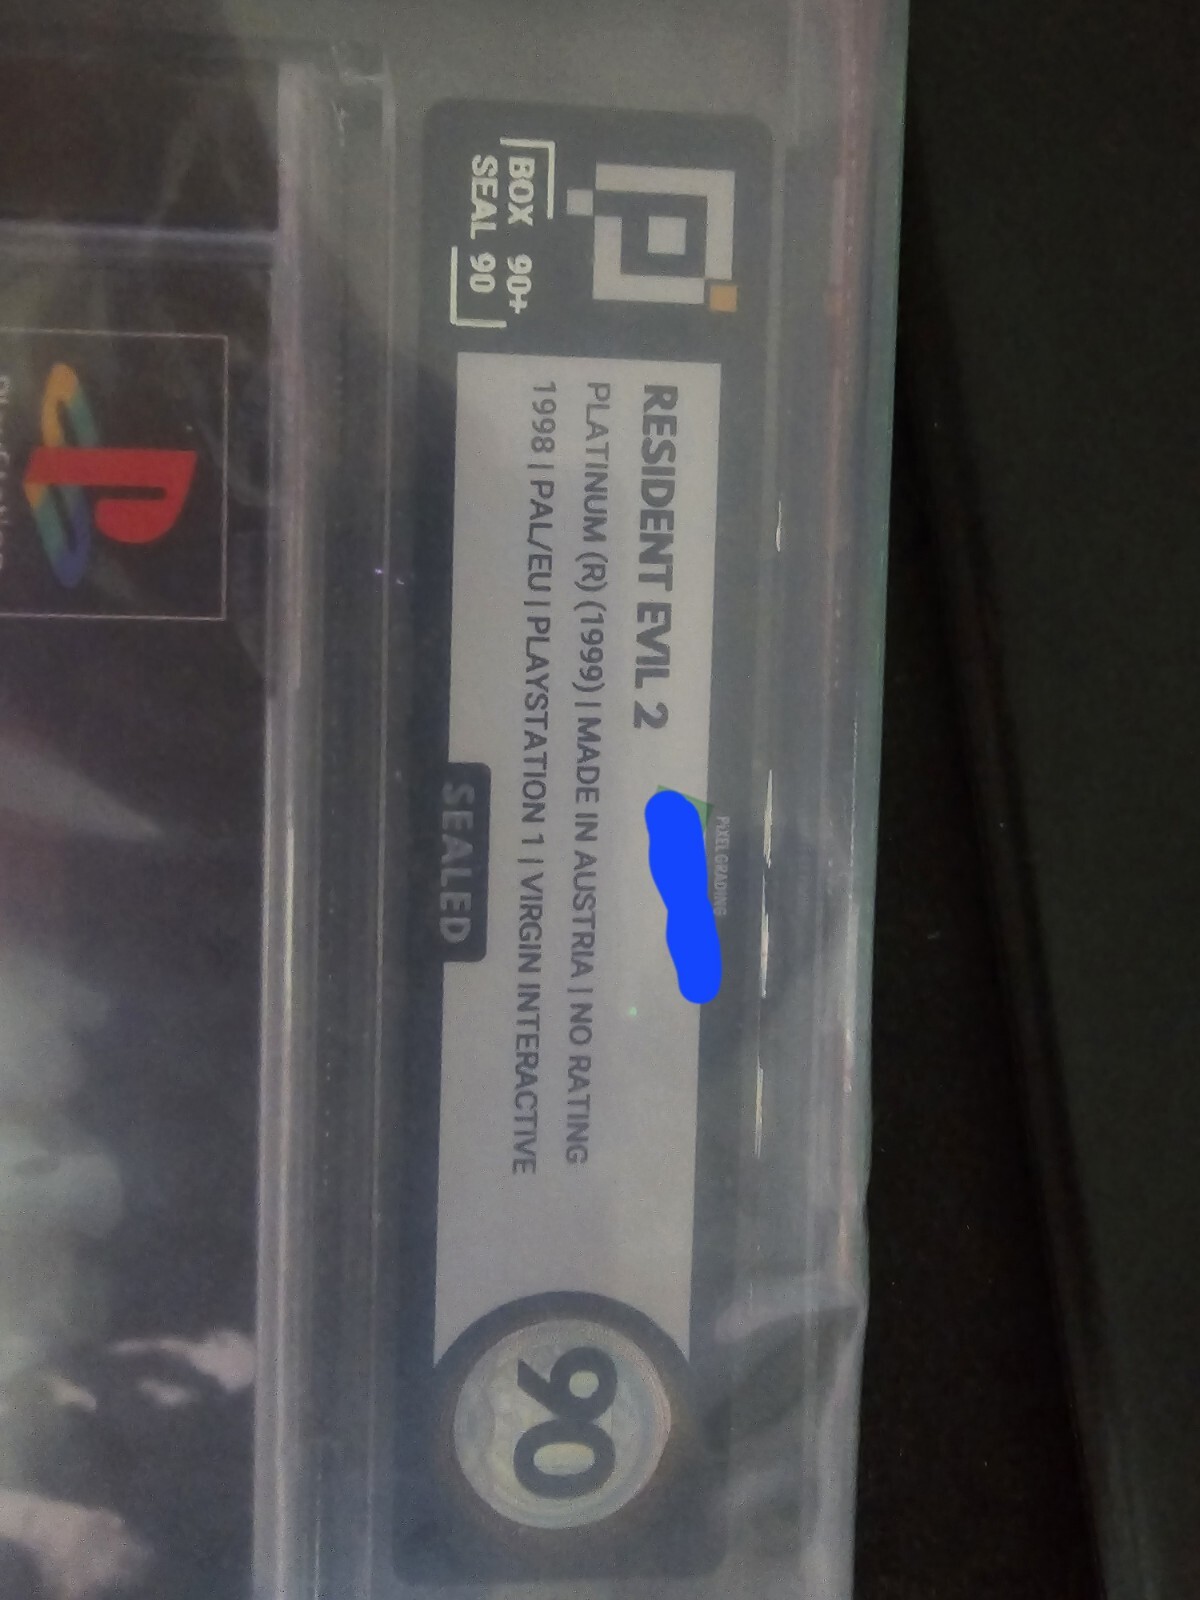 BOX 90+
SEAL 90
PIXEL GRADING
RESIDENT EVIL 2
PLATINUM (R) (1999) | MADE IN AUSTRIA | NO RATING
1998 | PAL/EU | PLAYSTATION 1 | VIRGIN INTERACTIVE
SEALED
90